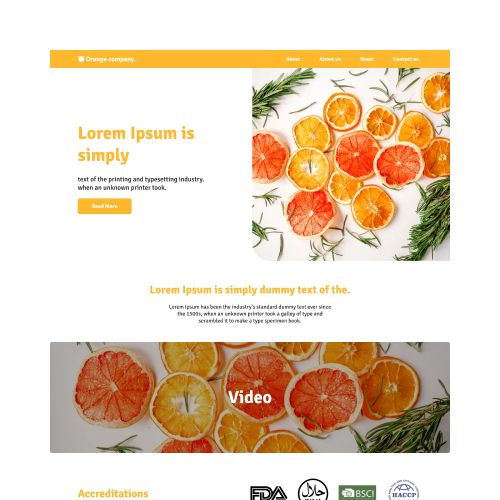 Orange company.
Home
About us
News
Contact us
Lorem Ipsum is
simply
text of the printing and typesetting industry.
when an unknown printer took.
Read More
Lorem Ipsum is simply dummy text of the.
Lorem Ipsum has been the industry's standard dummy text ever since
the 1500s, when an unknown printer took a galley of type and
scrambled it to make a type specimen book.
Video
Accreditations
FDA
حلال
BSCI
HACCP